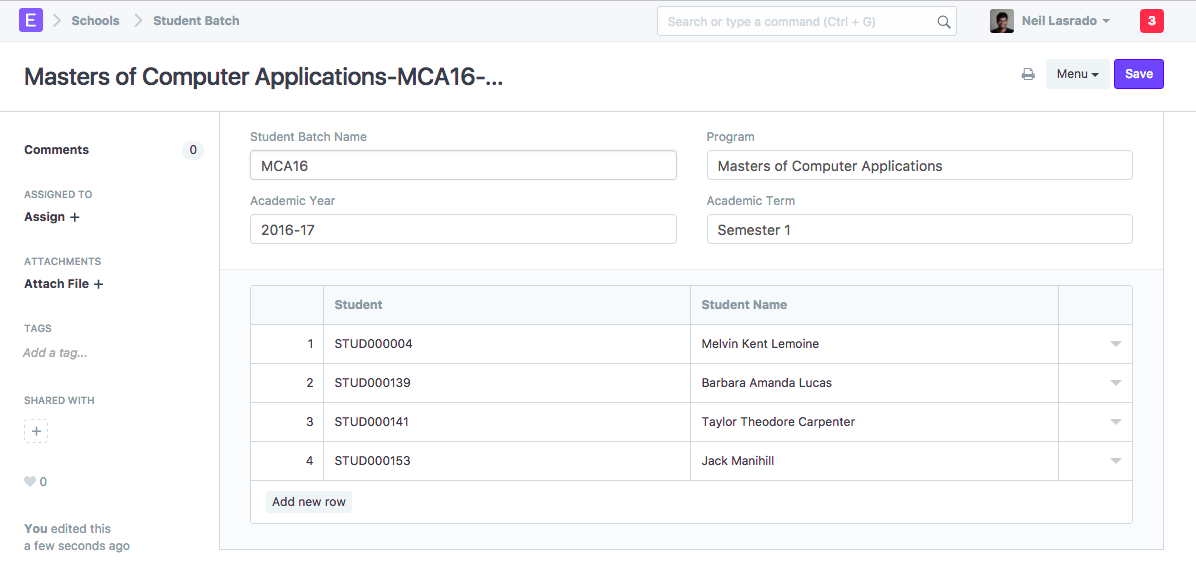 E Schools Student Batch Search or type a command (Ctrl + G) Neil Lasrado 3
Masters of Computer Applications-MCA16-... Menu Save
Comments 0
ASSIGNED TO
Assign +
ATTACHMENTS
Attach File +
TAGS
Add a tag...
SHARED WITH
+
0
You edited this
a few seconds ago
Student Batch Name Program
MCA16 Masters of Computer Applications
Academic Year Academic Term
2016-17 Semester 1
Student Student Name
1 STUD000004 Melvin Kent Lemoine
2 STUD000139 Barbara Amanda Lucas
3 STUD000141 Taylor Theodore Carpenter
4 STUD000153 Jack Manihill
Add new row